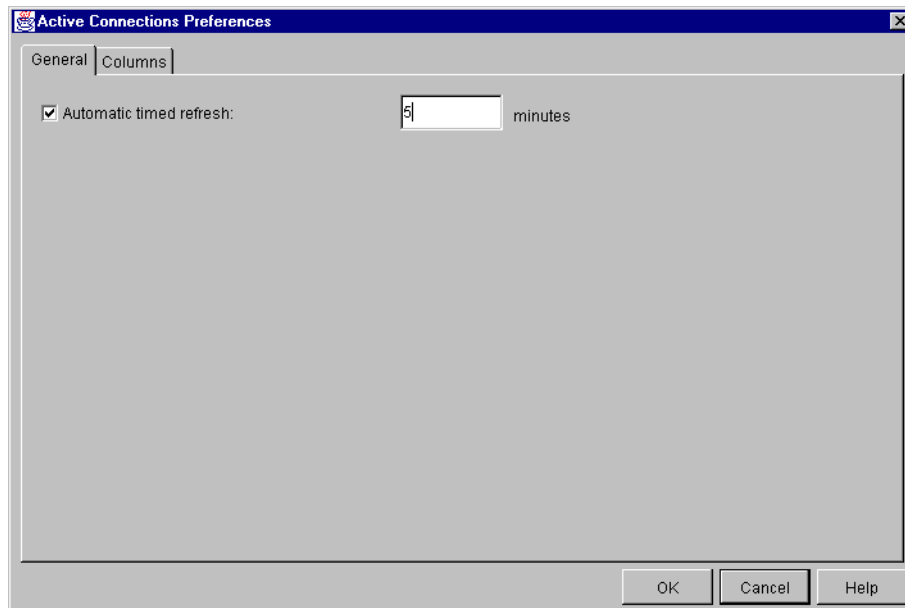 Active Connections Preferences
General Columns
Automatic timed refresh: 5 minutes
OK Cancel Help